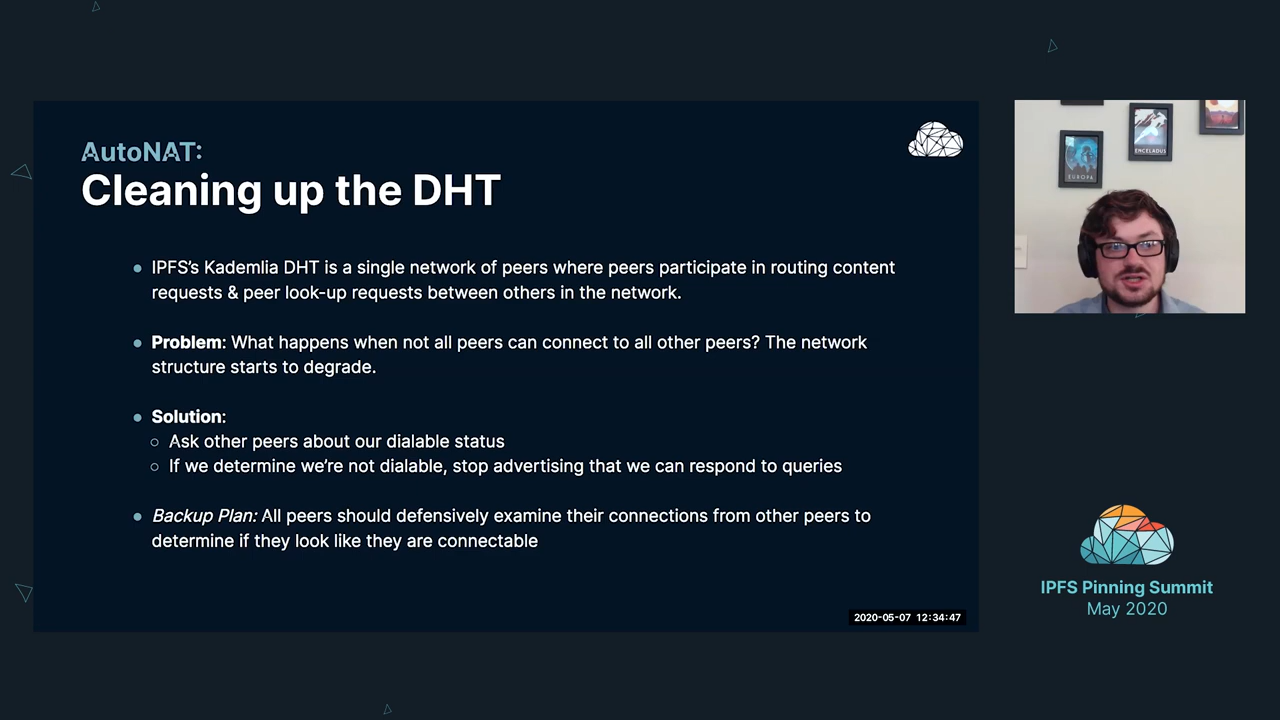 AutoNAT:
Cleaning up the DHT
● IPFS’s Kademlia DHT is a single network of peers where peers participate in routing content
requests & peer look-up requests between others in the network.
● Problem: What happens when not all peers can connect to all other peers? The network
structure starts to degrade.
● Solution:
○ Ask other peers about our dialable status
○ If we determine we’re not dialable, stop advertising that we can respond to queries
● Backup Plan: All peers should defensively examine their connections from other peers to
determine if they look like they are connectable
2020-05-07 12:34:47
ENCELADUS
EUROPA
IPFS Pinning Summit
May 2020